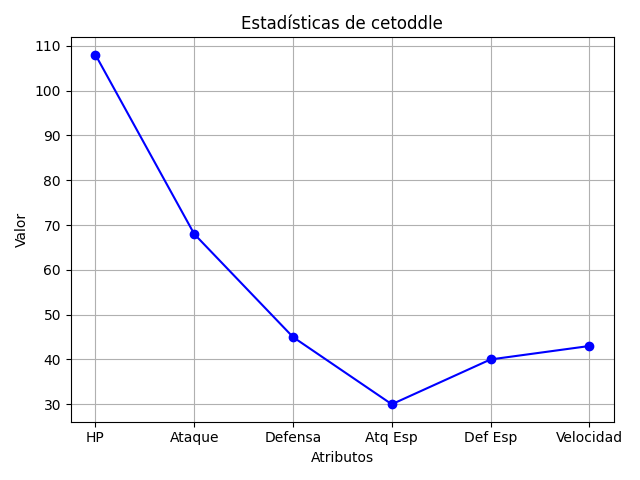 Estadísticas de cetoddle
Valor
110
100
90
80
70
60
50
40
30
HP Ataque Defensa Atq Esp Def Esp Velocidad
Atributos